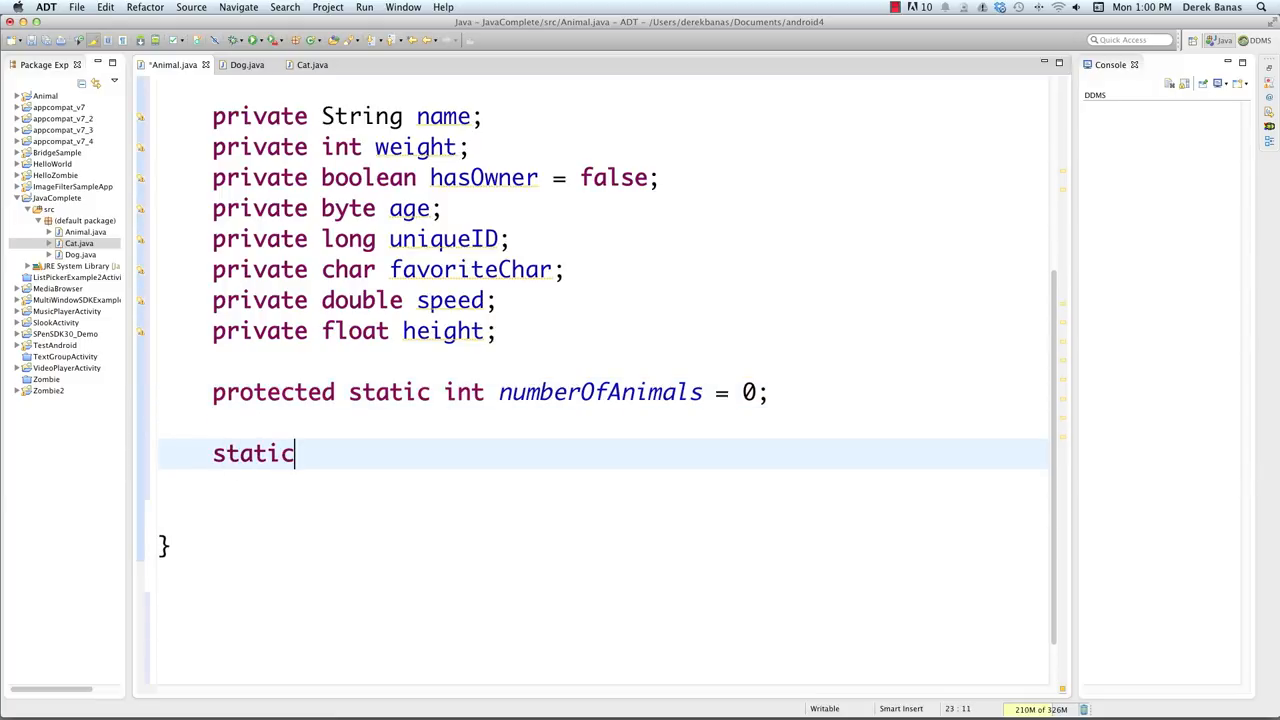 ADT File Edit Refactor Source Navigate Search Project Run Window Help 10 Mon 1:00 PM Derek Banas
Java – JavaComplete/src/Animal.java – ADT – /Users/derekbanas/Documents/android4
Quick Access Java DDMS
Package Exp
*Animal.java Dog.java Cat.java
Console
DDMS
Animal
appcompat_v7
appcompat_v7_2
appcompat_v7_3
appcompat_v7_4
BridgeSample
HelloWorld
HelloZombie
ImageFilterSampleApp
JavaComplete
src
(default package)
Animal.java
Cat.java
Dog.java
JRE System Library [Ja
ListPickerExample2Activi
MediaBrowser
MultiWindowSDKExample
MusicPlayerActivity
SlookActivity
SPenSDK30_Demo
TestAndroid
TextGroupActivity
VideoPlayerActivity
Zombie
Zombie2
private String name;
private int weight;
private boolean hasOwner = false;
private byte age;
private long uniqueID;
private char favoriteChar;
private double speed;
private float height;
protected static int numberOfAnimals = 0;
static
}
Writable Smart Insert 23 : 11 210M of 326M